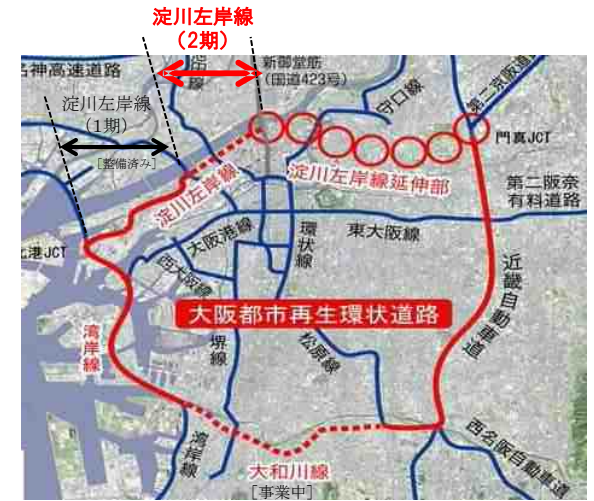 淀川左岸線
（2期）
名神高速道路
新御堂筋
（国道423号）
守口線
第二京阪道路
淀川左岸線
（1期）
［整備済み］
門真JCT
淀川左岸線
淀川左岸線延伸部
第二阪奈
有料道路
大阪港線
環状線
東大阪線
北港JCT
西大阪線
近畿自動車道
大阪都市再生環状道路
湾岸線
堺線
松原線
湾岸線
大和川線
［事業中］
西名阪自動車道